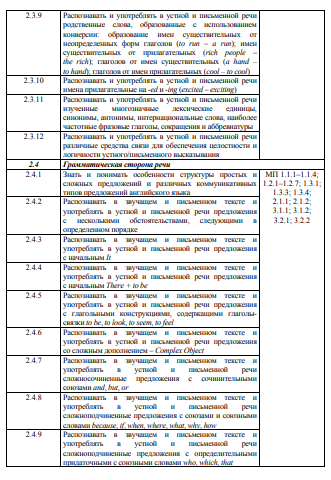 2.3.9
Распознавать и употреблять в устной и письменной речи
родственные слова, образованные с использованием
конверсии: образование имен существительных от
неопределенных форм глаголов (to run – a run); имен
существительных от прилагательных (rich people –
the rich); глаголов от имен существительных (a hand –
to hand); глаголов от имен прилагательных (cool – to cool)
2.3.10
Распознавать и употреблять в устной и письменной речи
имена прилагательные на -ed и -ing (excited – exciting)
2.3.11
Распознавать и употреблять в устной и письменной речи
изученные многозначные лексические единицы,
синонимы, антонимы, интернациональные слова, наиболее
частотные фразовые глаголы, сокращения и аббревиатуры
2.3.12
Распознавать и употреблять в устной и письменной речи
различные средства связи для обеспечения целостности и
логичности устного/письменного высказывания
2.4
Грамматическая сторона речи
2.4.1
Знать и понимать особенности структуры простых и
сложных предложений и различных коммуникативных
типов предложений английского языка
МП 1.1.1–1.1.4;
1.2.1–1.2.7; 1.3.1;
1.3.3; 1.3.4;
2.1.1; 2.1.2;
3.1.1; 3.1.2;
3.2.1; 3.2.2
2.4.2
Распознавать в звучащем и письменном тексте и
употреблять в устной и письменной речи предложения
с несколькими обстоятельствами, следующими в
определенном порядке
2.4.3
Распознавать в звучащем и письменном тексте и
употреблять в устной и письменной речи предложения
с начальным It
2.4.4
Распознавать в звучащем и письменном тексте и
употреблять в устной и письменной речи предложения
с начальным There + to be
2.4.5
Распознавать в звучащем и письменном тексте и
употреблять в устной и письменной речи предложения
с глагольными конструкциями, содержащими глаголы-
связки to be, to look, to seem, to feel
2.4.6
Распознавать в звучащем и письменном тексте и
употреблять в устной и письменной речи предложения
со сложным дополнением – Complex Object
2.4.7
Распознавать в звучащем и письменном тексте и
употреблять в устной и письменной речи
сложносочиненные предложения с сочинительными
союзами and, but, or
2.4.8
Распознавать в звучащем и письменном тексте и
употреблять в устной и письменной речи
сложноподчиненные предложения с союзами и союзными
словами because, if, when, where, what, why, how
2.4.9
Распознавать в звучащем и письменном тексте и
употреблять в устной и письменной речи
сложноподчиненные предложения с определительными
придаточными с союзными словами who, which, that